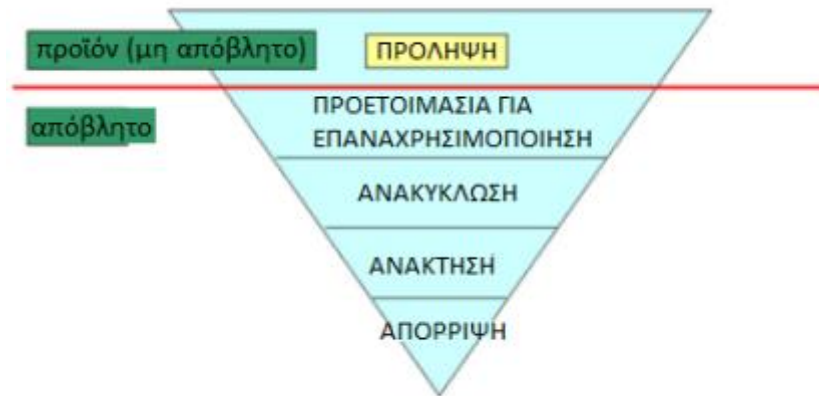 προϊόν (μη απόβλητο)
ΠΡΟΛΗΨΗ
απόβλητο
ΠΡΟΕΤΟΙΜΑΣΙΑ ΓΙΑ
ΕΠΑΝΑΧΡΗΣΙΜΟΠΟΙΗΣΗ
ΑΝΑΚΥΚΛΩΣΗ
ΑΝΑΚΤΗΣΗ
ΑΠΟΡΡΙΨΗ